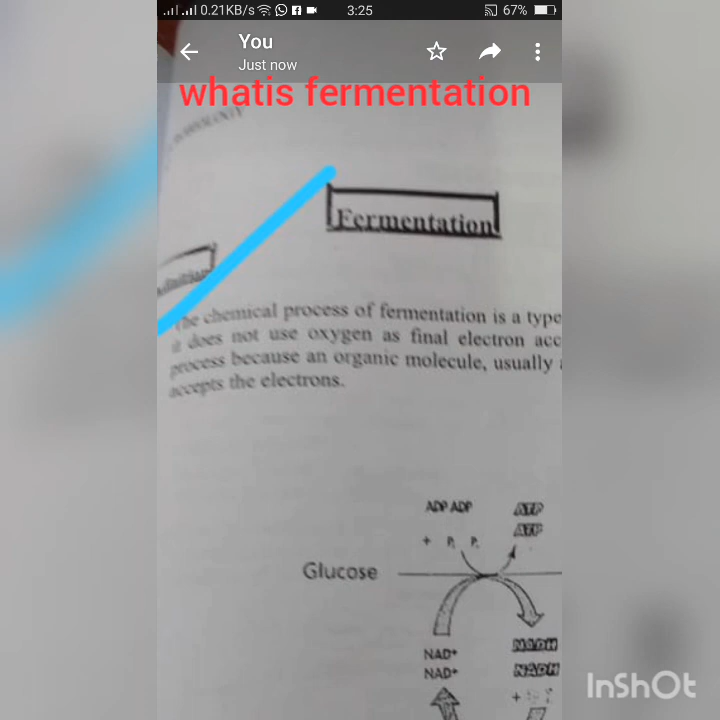 0.21KB/s 3:25 67%
You
Just now
whatis fermentation
Fermentation
The chemical process of fermentation is a type
it does not use oxygen as final electron acc
process because an organic molecule, usually a
accepts the electrons.
ADP ADP ATP
ATP
+ Pi Pi
Glucose
NAD+ NADH
NAD+ NADH
+
InShOt